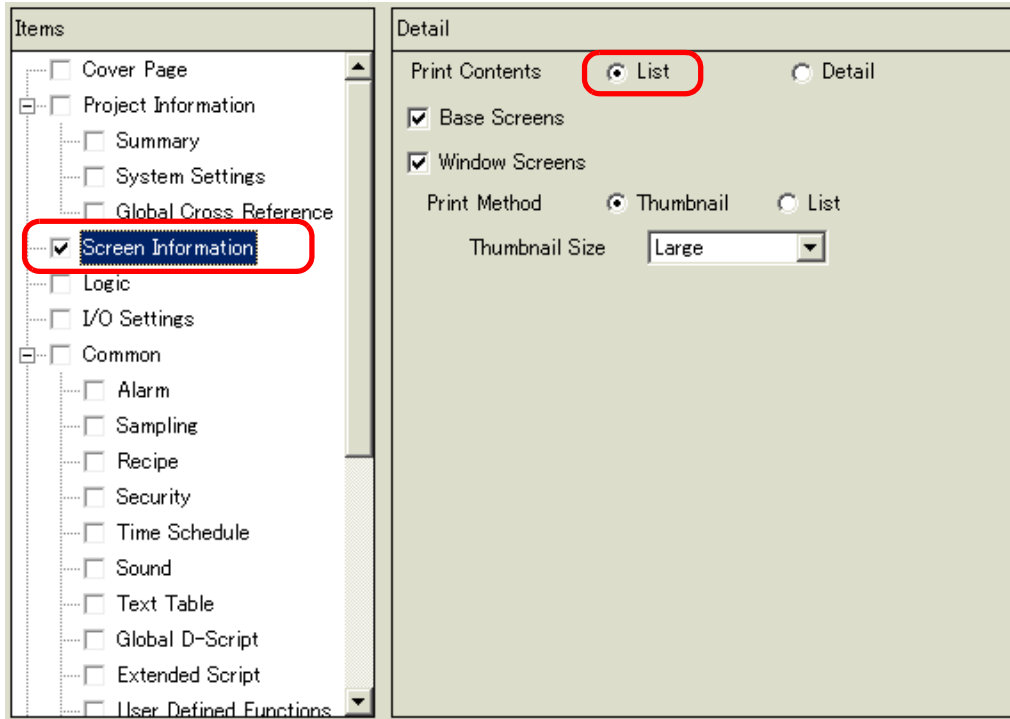 Items
Cover Page
Project Information
Summary
System Settings
Global Cross Reference
Screen Information
Logic
I/O Settings
Common
Alarm
Sampling
Recipe
Security
Time Schedule
Sound
Text Table
Global D-Script
Extended Script
User Defined Functions
Detail
Print Contents List Detail
Base Screens
Window Screens
Print Method Thumbnail List
Thumbnail Size Large